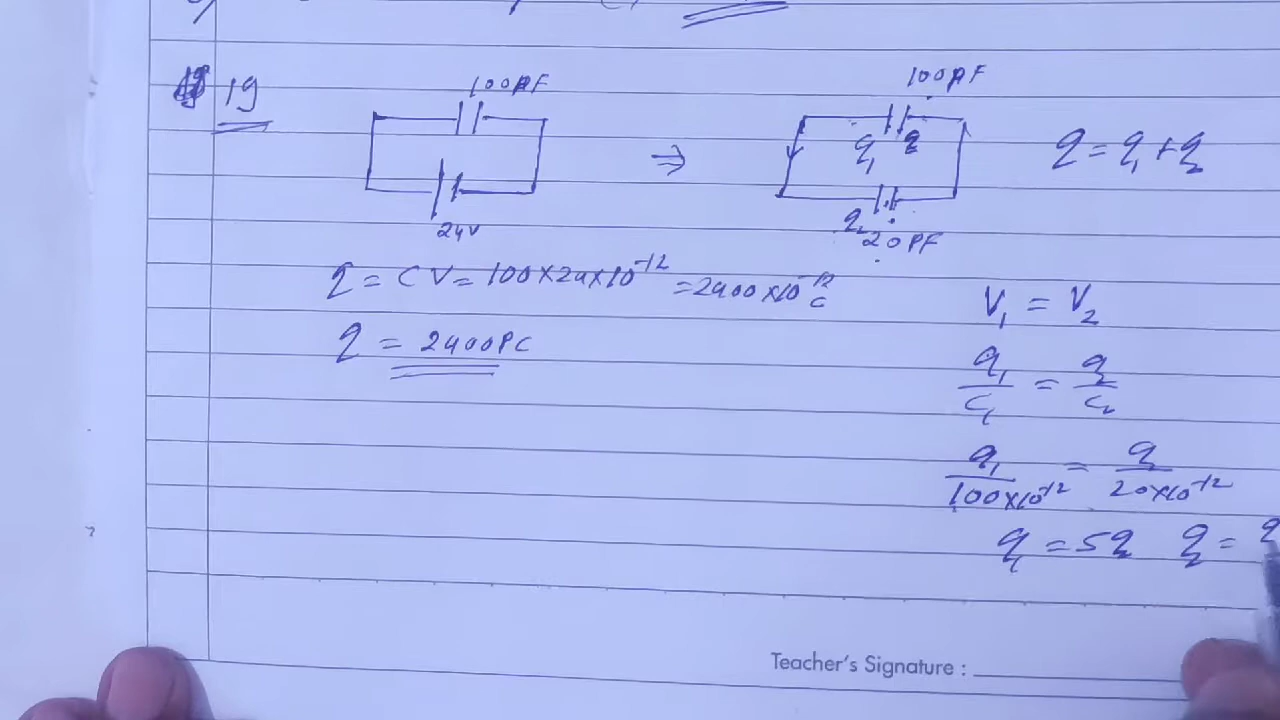 19
100PF
24V
100PF
q₁
q₂
20PF
q = q₁ + q₂
q = CV = 100×24×10⁻¹² = 2400×10⁻¹² C
q = 2400PC
V₁ = V₂
q₁/C₁ = q₂/C₂
q₁/100×10⁻¹² = q₂/20×10⁻¹²
q₁ = 5q₂ q₂ =
Teacher's Signature :